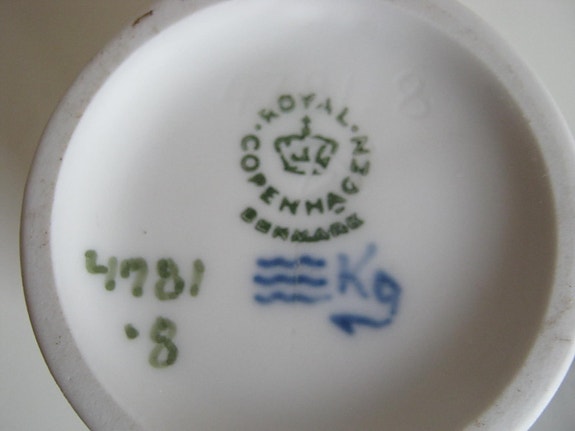 ROYAL
COPENHAGEN
DENMARK
4781
Kg
·8